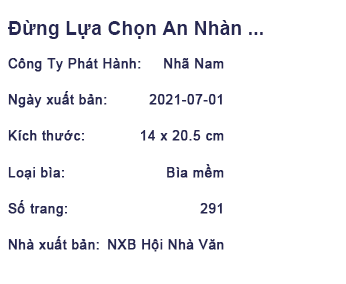 Đừng Lựa Chọn An Nhàn ...
Công Ty Phát Hành: Nhã Nam
Ngày xuất bản: 2021-07-01
Kích thước: 14 x 20.5 cm
Loại bìa: Bìa mềm
Số trang: 291
Nhà xuất bản: NXB Hội Nhà Văn